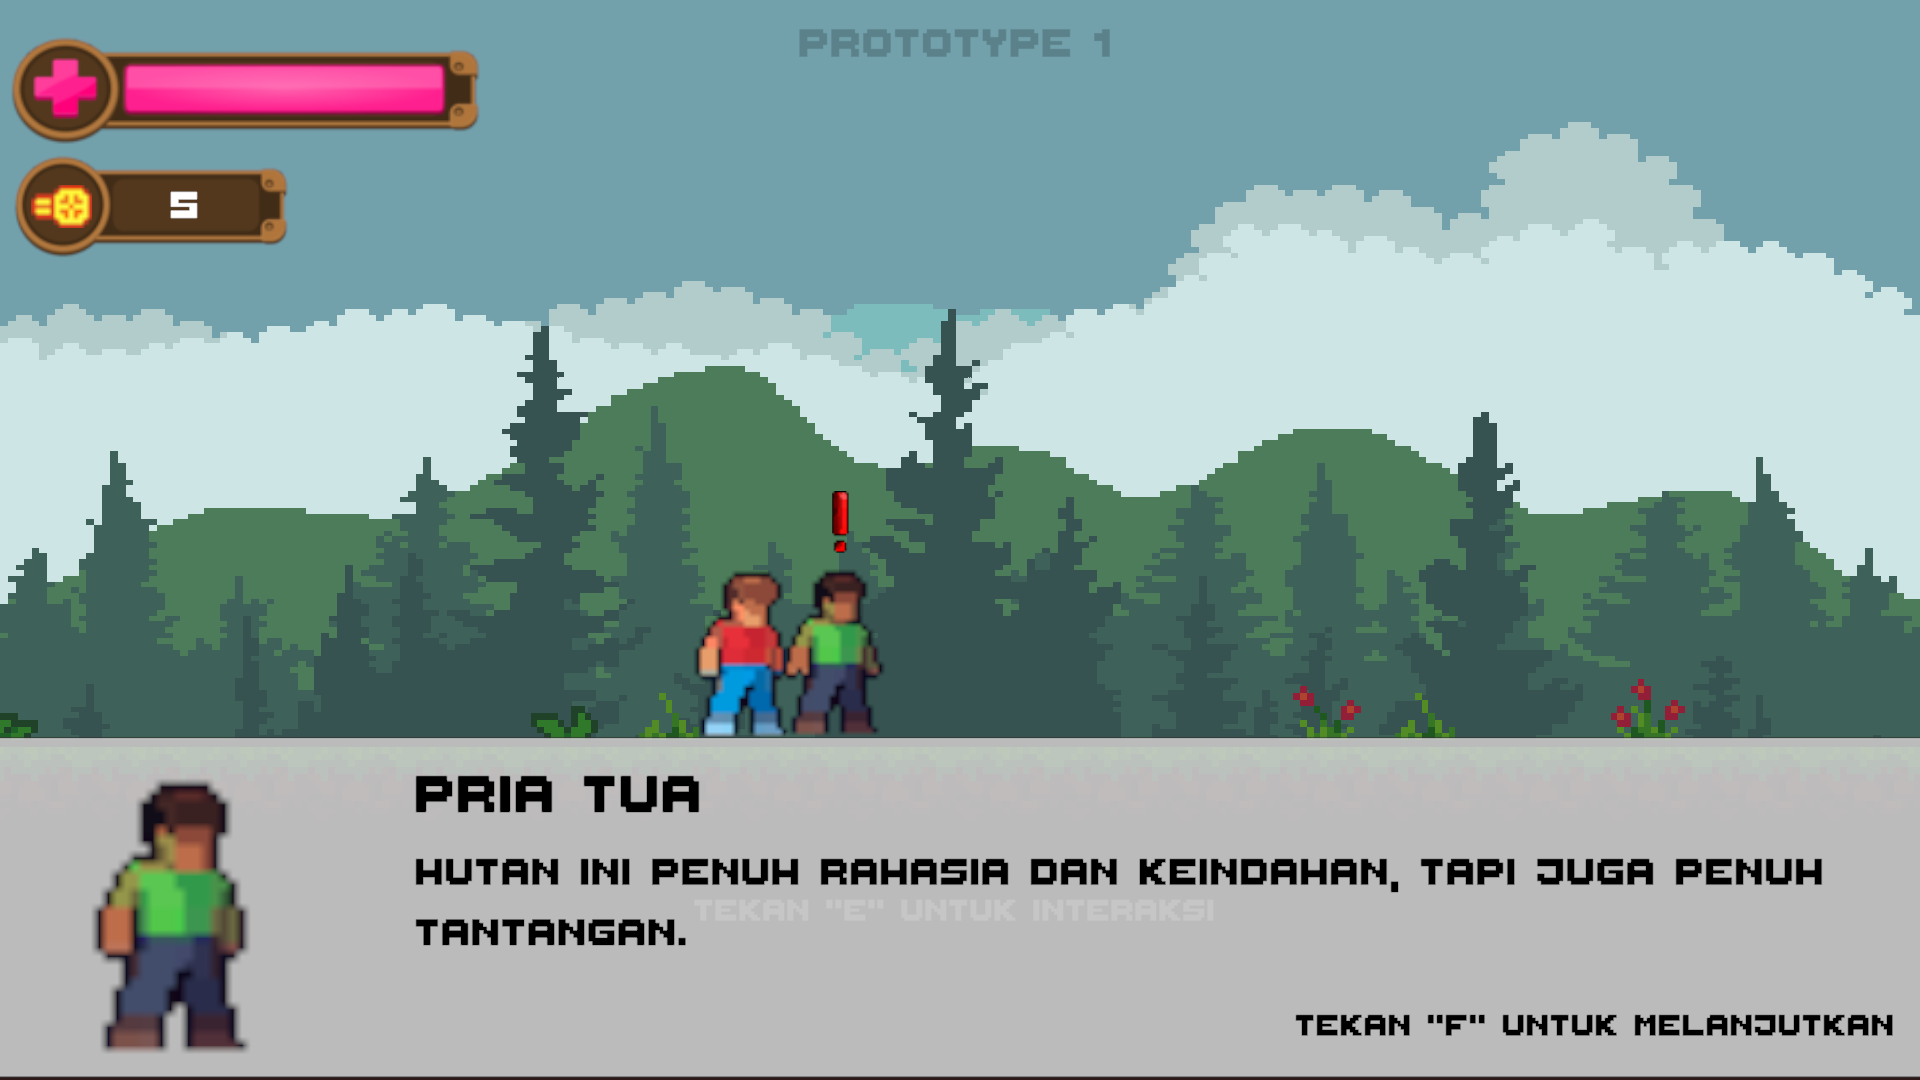 PROTOTYPE 1
5
PRIA TUA
HUTAN INI PENUH RAHASIA DAN KEINDAHAN, TAPI JUGA PENUH
TEKAN "E" UNTUK INTERAKSI
TANTANGAN.
TEKAN "F" UNTUK MELANJUTKAN